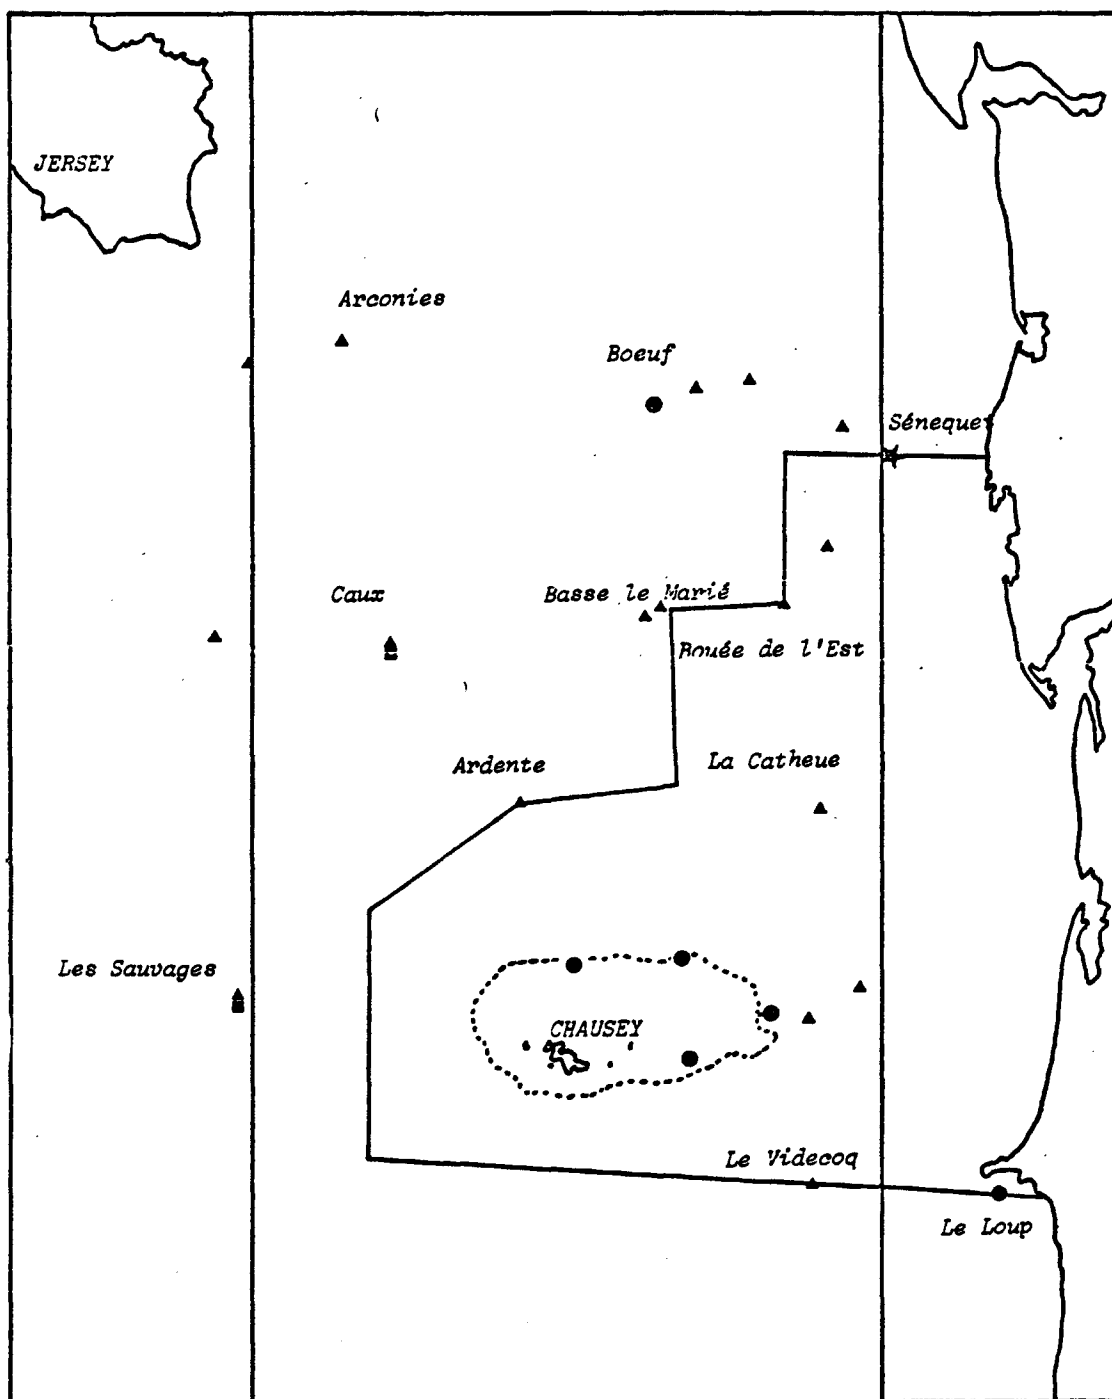 JERSEY
Arconies
Boeuf
Sénequet
Caux
Basse le Marié
Bouée de l'Est
Ardente
La Catheue
Les Sauvages
CHAUSEY
Le Videcoq
Le Loup